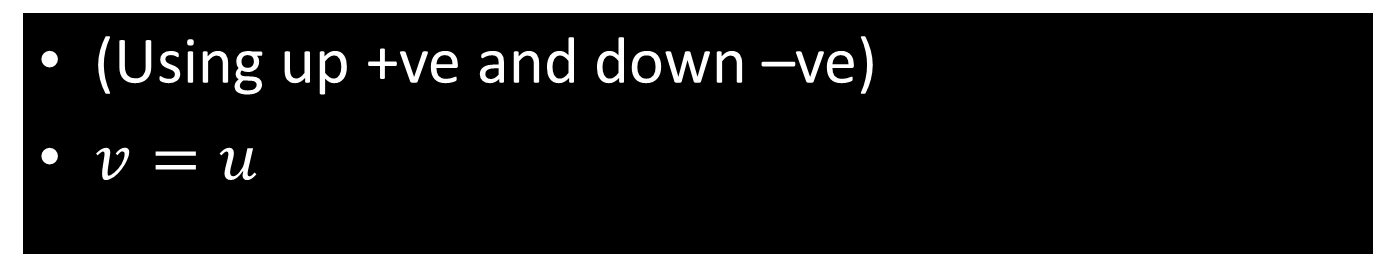 • (Using up +ve and down –ve)
• 𝑣 = 𝑢